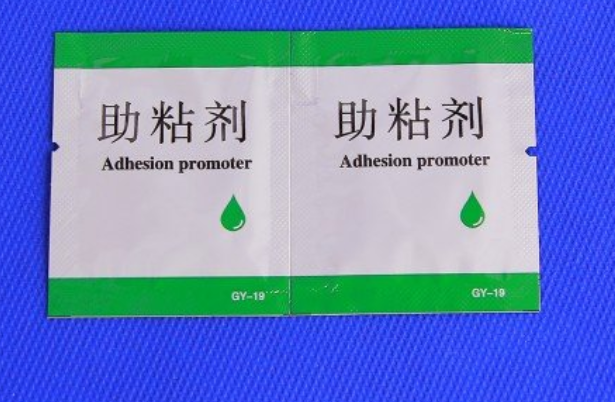 助粘剂
Adhesion promoter
GY-19
助粘剂
Adhesion promoter
GY-19